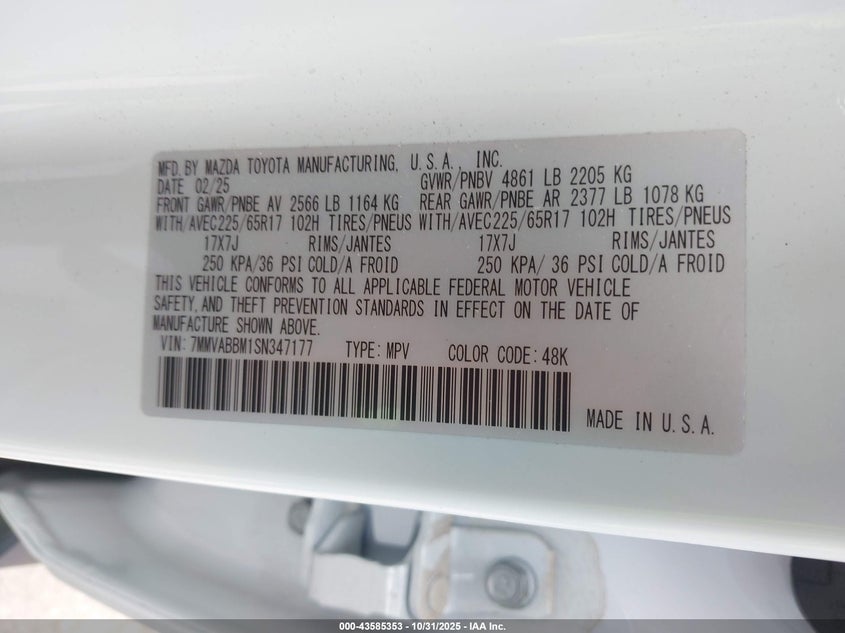 MFD. BY MAZDA TOYOTA MANUFACTURING, U.S.A., INC.
DATE 02/25 GVWR/PNBV 4861 LB 2205 KG
FRONT GAWR/PNBE AV 2566 LB 1164 KG REAR GAWR/PNBE AR 2377 LB 1078 KG
WITH/AVEC225/65R17 102H TIRES/PNEUS WITH/AVEC225/65R17 102H TIRES/PNEUS
17X7J RIMS/JANTES 17X7J RIMS/JANTES
250 KPA/36 PSI COLD/A FROID 250 KPA/ 36 PSI COLD/A FROID
THIS VEHICLE CONFORMS TO ALL APPLICABLE FEDERAL MOTOR VEHICLE
SAFETY, AND THEFT PREVENTION STANDARDS IN EFFECT ON THE DATE OF
MANUFACTURE SHOWN ABOVE.
VIN: 7MMVABBM1SN347177 TYPE: MPV COLOR CODE: 48K
MADE IN U.S.A.
000-43585353 - 10/31/2025 - IAA Inc.